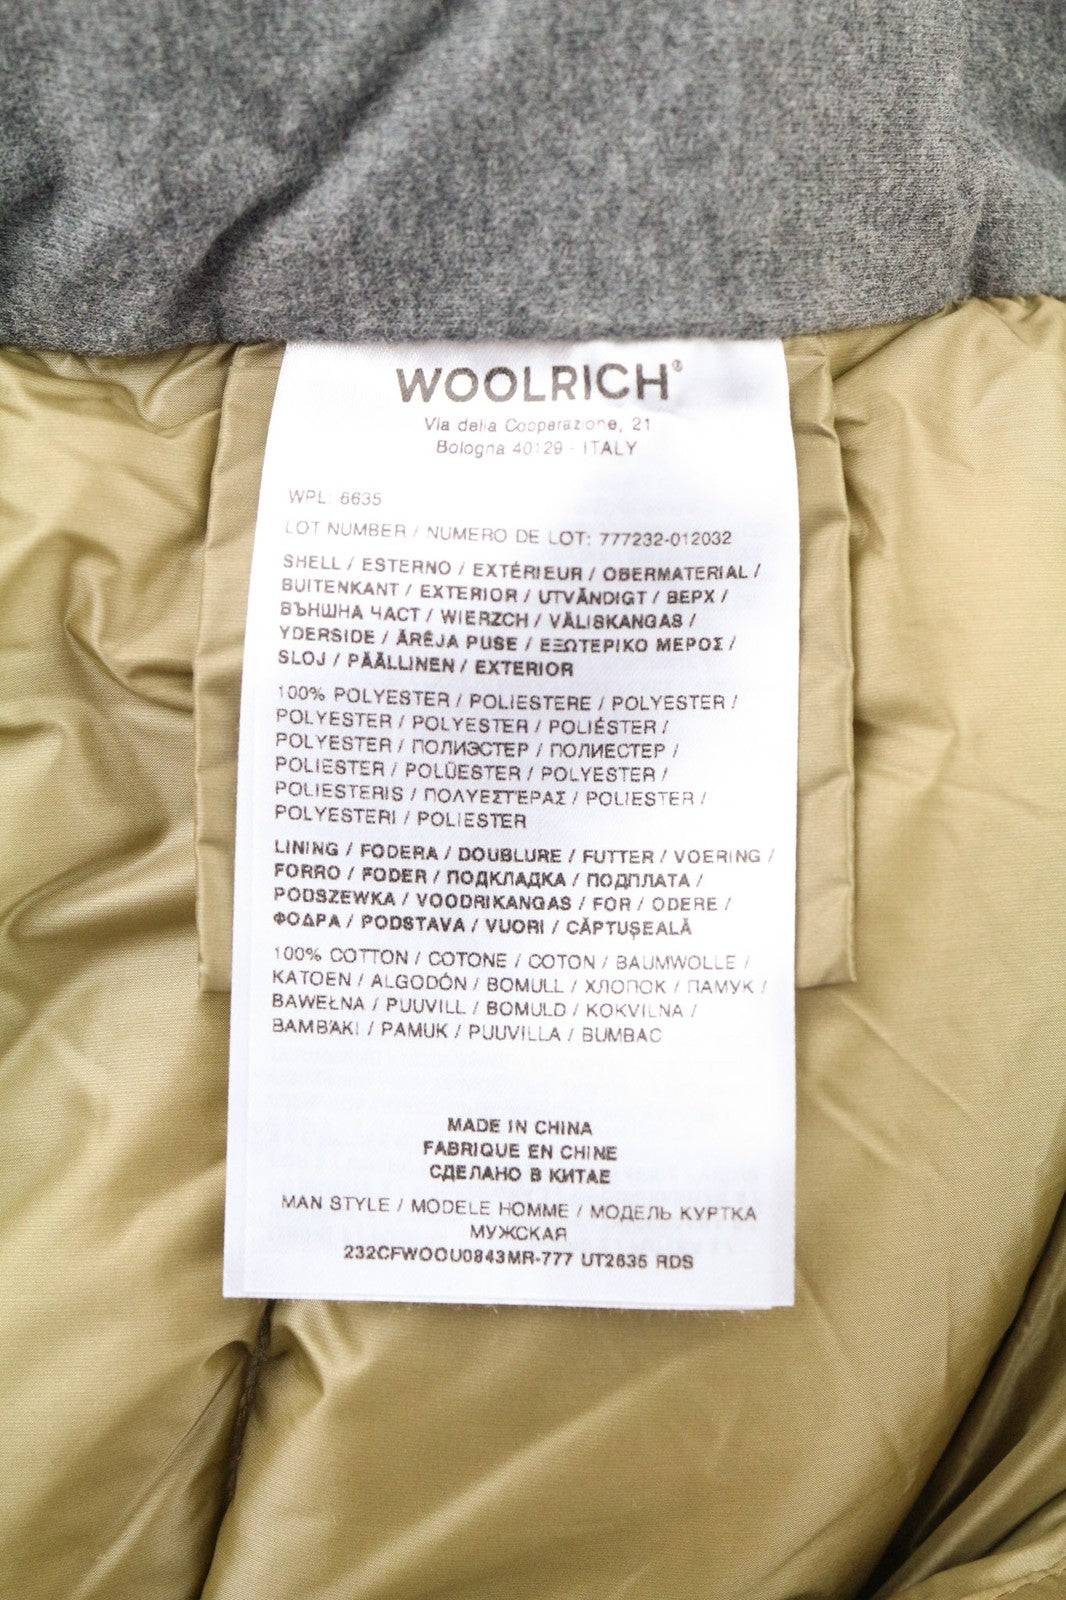 WOOLRICH®
Via della Cooperazione, 21
Bologna 40129 - ITALY
WPL: 6635
LOT NUMBER / NUMERO DE LOT: 777232-012032
SHELL / ESTERNO / EXTÉRIEUR / OBERMATERIAL /
BUITENKANT / EXTERIOR / UTVÄNDIGT / ВЕРХ /
ВЪНШНА ЧАСТ / WIERZCH / VÄLISKANGAS /
YDERSIDE / ĀRĒJA PUSE / ΕΞΩΤΕΡΙΚΟ ΜΕΡΟΣ /
SLOJ / PÄÄLLINEN / EXTERIOR
100% POLYESTER / POLIESTERE / POLYESTER /
POLYESTER / POLYESTER / POLIÉSTER /
POLYESTER / ПОЛИЭСТЕР / ПОЛИЕСТЕР /
POLIESTER / POLÜESTER / POLYESTER /
POLIESTERIS / ΠΟΛΥΕΣΤΕΡΑΣ / POLIESTER /
POLYESTERI / POLIESTER
LINING / FODERA / DOUBLURE / FUTTER / VOERING /
FORRO / FODER / ПОДКЛАДКА / ПОДПЛАТА /
PODSZEWKA / VOODRIKANGAS / FOR / ODERE /
ΦΟΔΡΑ / PODSTAVA / VUORI / CĂPTUȘEALĂ
100% COTTON / COTONE / COTON / BAUMWOLLE /
KATOEN / ALGODÓN / BOMULL / ХЛОПОК / ПАМУК /
BAWEŁNA / PUUVILL / BOMULD / KOKVILNA /
ΒΑΜΒΑΚΙ / PAMUK / PUUVILLA / BUMBAC
MADE IN CHINA
FABRIQUE EN CHINE
СДЕЛАНО В КИТАЕ
MAN STYLE / MODELE HOMME / МОДЕЛЬ КУРТКА
МУЖСКАЯ
232CFWOOU0843MR-777 UT2635 RDS